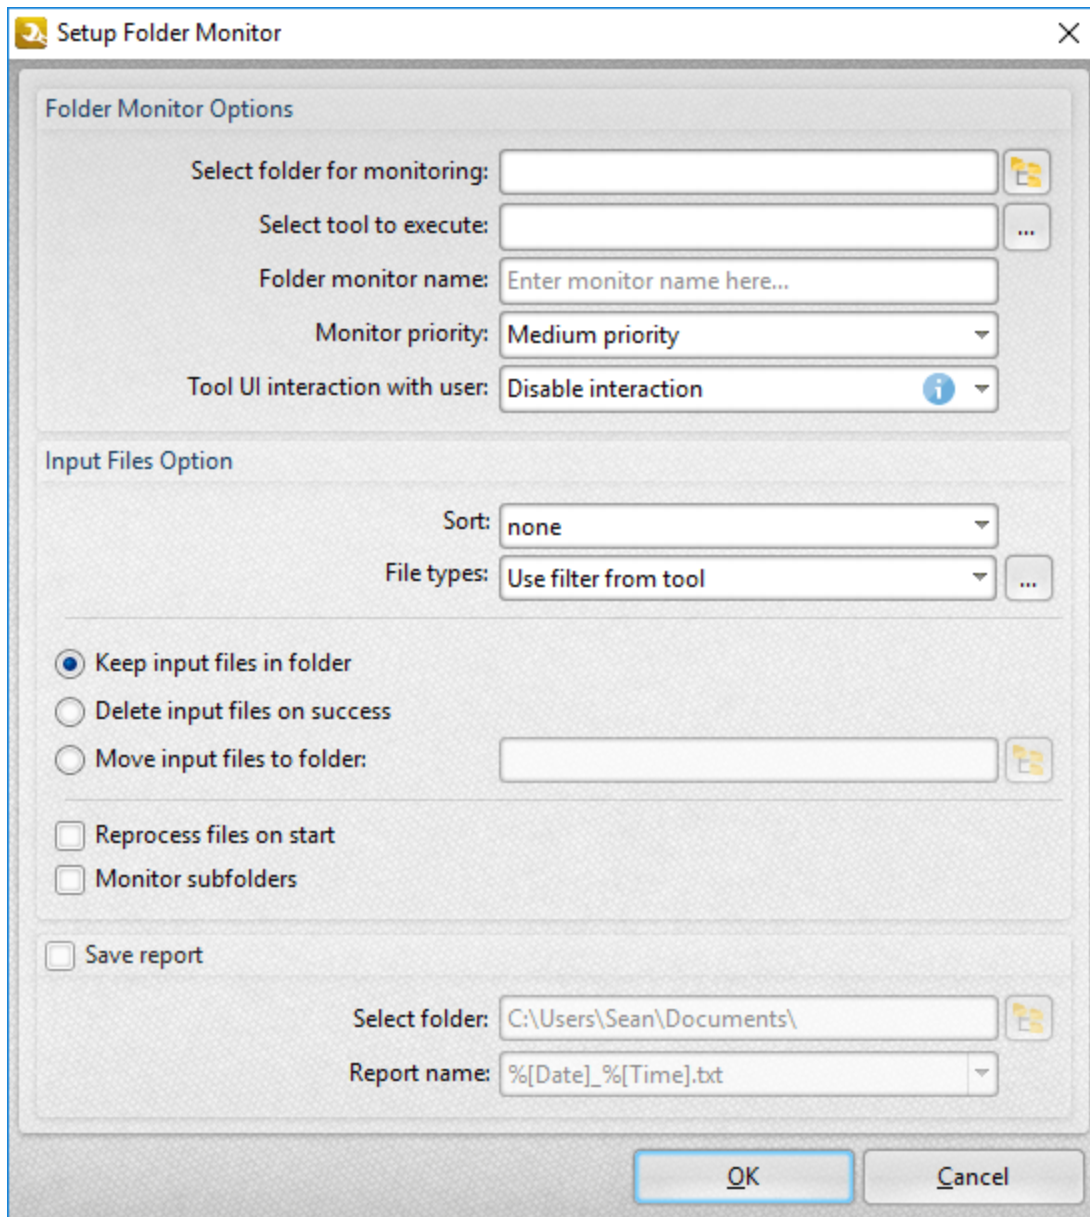 Setup Folder Monitor
Folder Monitor Options
Select folder for monitoring:
Select tool to execute: ...
Folder monitor name: Enter monitor name here...
Monitor priority: Medium priority
Tool UI interaction with user: Disable interaction i
Input Files Option
Sort: none
File types: Use filter from tool ...
Keep input files in folder
Delete input files on success
Move input files to folder:
Reprocess files on start
Monitor subfolders
Save report
Select folder: C:\Users\Sean\Documents\
Report name: %[Date]_%[Time].txt
OK Cancel